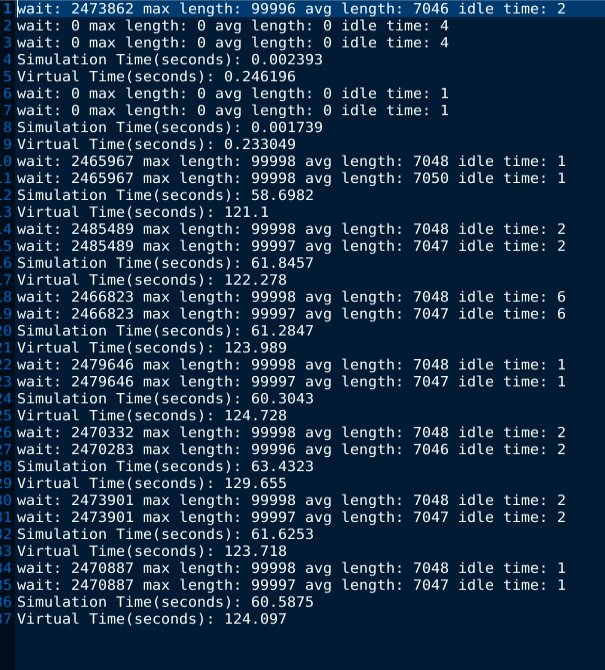 1 wait: 2473862 max length: 99996 avg length: 7046 idle time: 2
2 wait: 0 max length: 0 avg length: 0 idle time: 4
3 wait: 0 max length: 0 avg length: 0 idle time: 4
4 Simulation Time(seconds): 0.002393
5 Virtual Time(seconds): 0.246196
6 wait: 0 max length: 0 avg length: 0 idle time: 1
7 wait: 0 max length: 0 avg length: 0 idle time: 1
8 Simulation Time(seconds): 0.001739
9 Virtual Time(seconds): 0.233049
0 wait: 2465967 max length: 99998 avg length: 7048 idle time: 1
1 wait: 2465967 max length: 99998 avg length: 7050 idle time: 1
2 Simulation Time(seconds): 58.6982
3 Virtual Time(seconds): 121.1
4 wait: 2485489 max length: 99998 avg length: 7048 idle time: 2
5 wait: 2485489 max length: 99997 avg length: 7047 idle time: 2
6 Simulation Time(seconds): 61.8457
7 Virtual Time(seconds): 122.278
8 wait: 2466823 max length: 99998 avg length: 7048 idle time: 6
9 wait: 2466823 max length: 99997 avg length: 7047 idle time: 6
0 Simulation Time(seconds): 61.2847
1 Virtual Time(seconds): 123.989
2 wait: 2479646 max length: 99998 avg length: 7048 idle time: 1
3 wait: 2479646 max length: 99997 avg length: 7047 idle time: 1
4 Simulation Time(seconds): 60.3043
5 Virtual Time(seconds): 124.728
6 wait: 2470332 max length: 99998 avg length: 7048 idle time: 2
7 wait: 2470283 max length: 99996 avg length: 7046 idle time: 2
8 Simulation Time(seconds): 63.4323
9 Virtual Time(seconds): 129.655
0 wait: 2473901 max length: 99998 avg length: 7048 idle time: 2
1 wait: 2473901 max length: 99997 avg length: 7047 idle time: 2
2 Simulation Time(seconds): 61.6253
3 Virtual Time(seconds): 123.718
4 wait: 2470887 max length: 99998 avg length: 7048 idle time: 1
5 wait: 2470887 max length: 99997 avg length: 7047 idle time: 1
6 Simulation Time(seconds): 60.5875
7 Virtual Time(seconds): 124.097